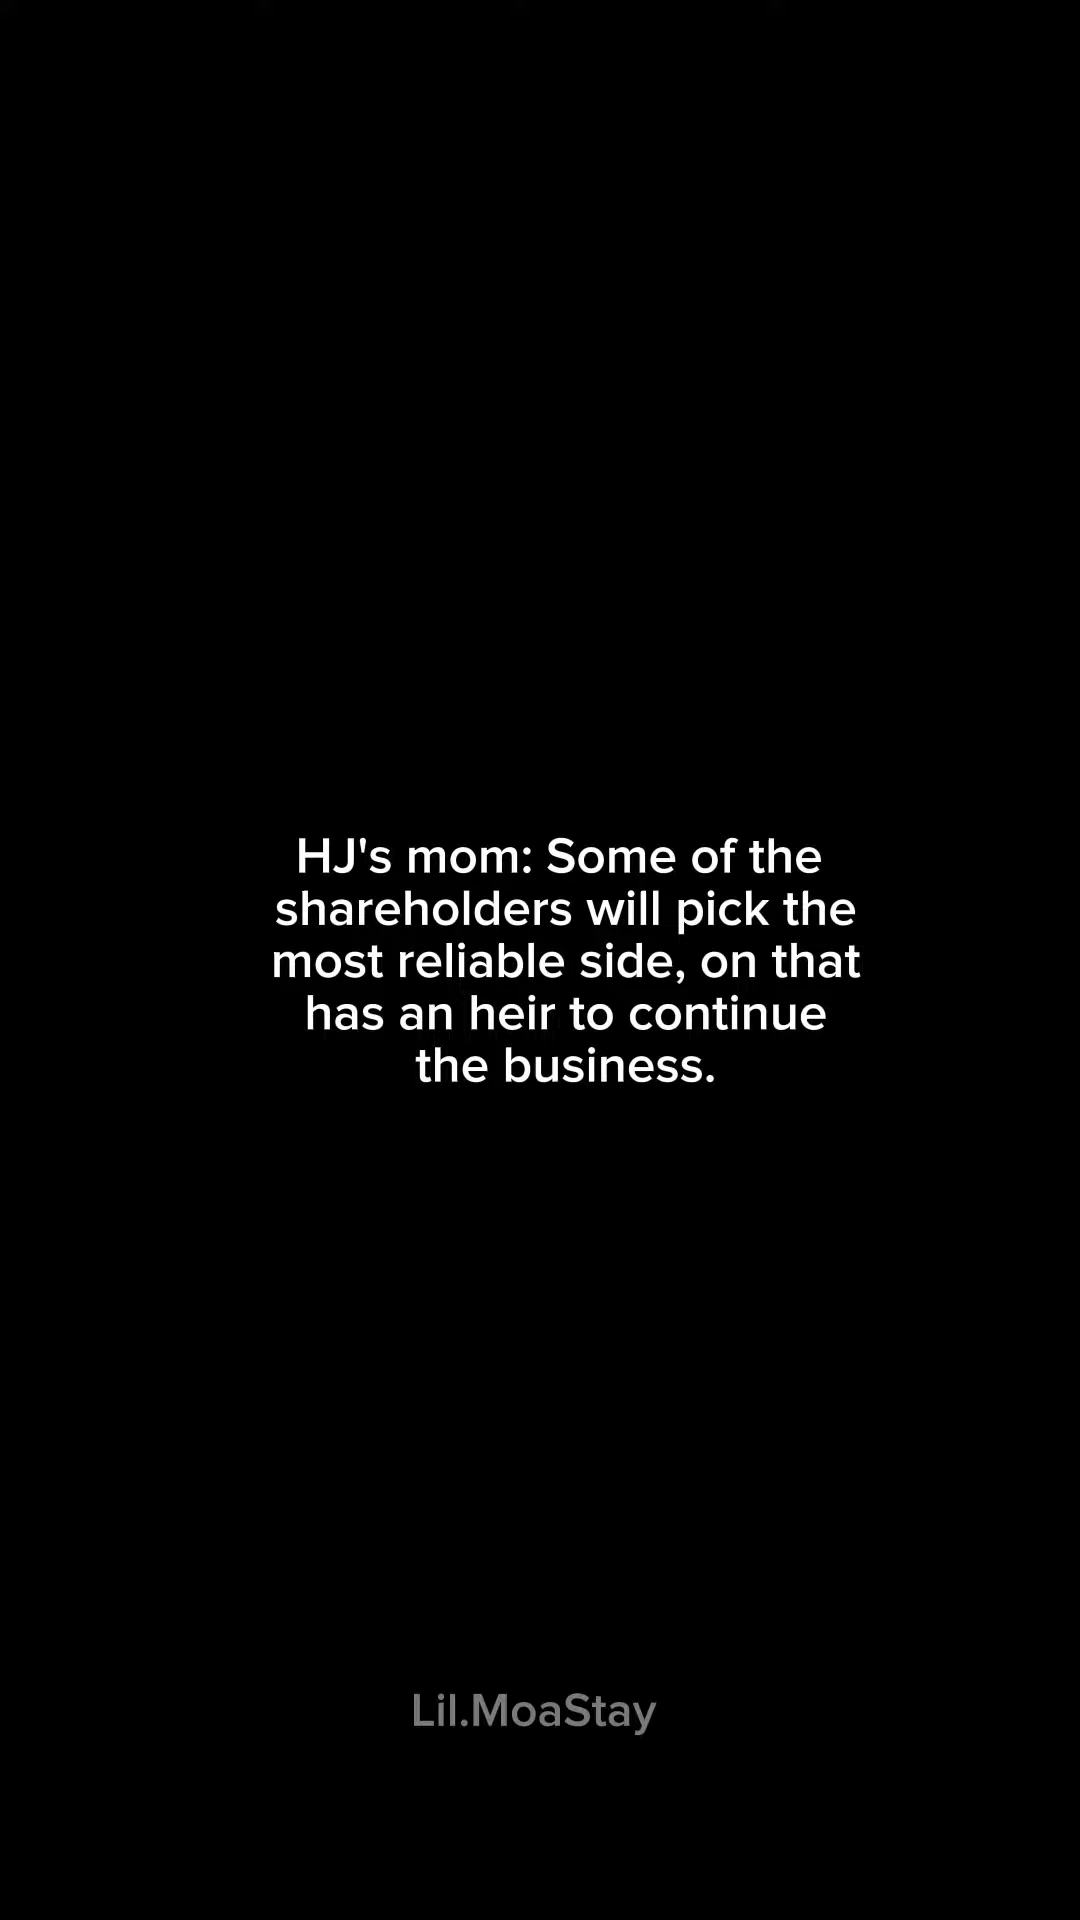 HJ's mom: Some of the
shareholders will pick the
most reliable side, on that
has an heir to continue
the business.
Lil.MoaStay